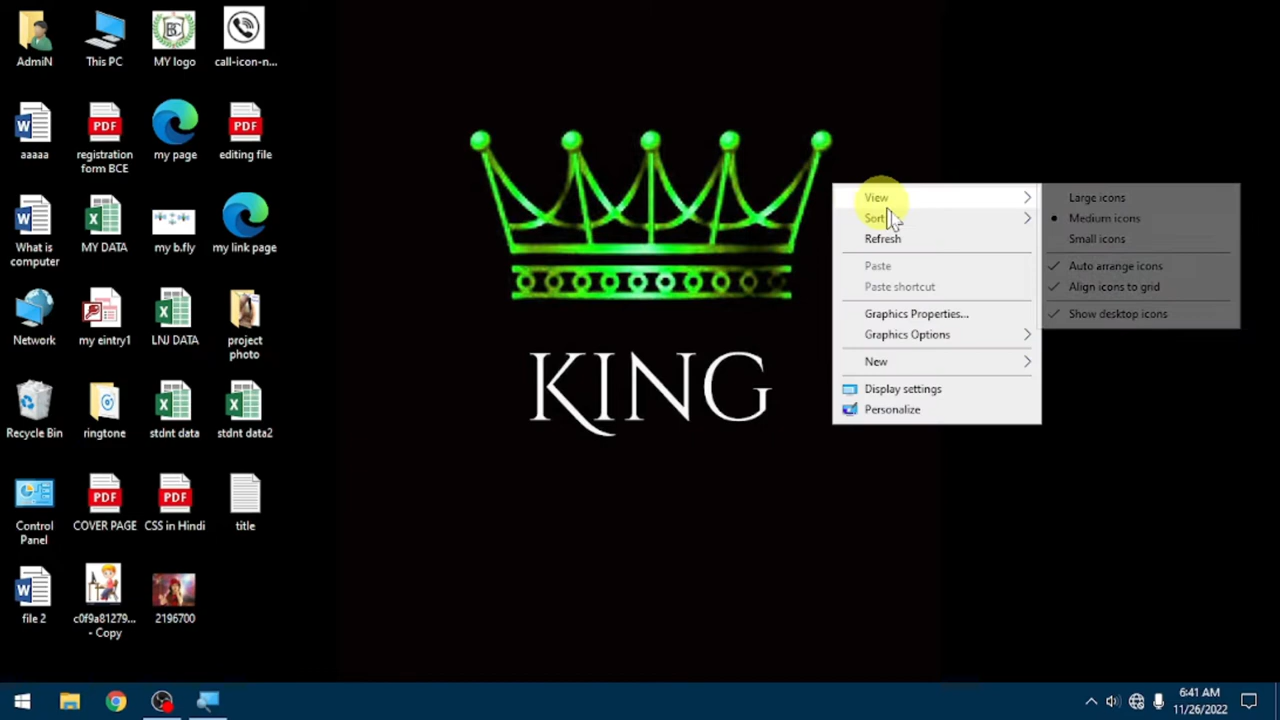 AdmiN
This PC
MY logo
call-icon-n...
aaaaa
registration
form BCE
my page
editing file
What is
computer
MY DATA
my b.fly
my link page
Network
my eintry1
LNJ DATA
project
photo
Recycle Bin
ringtone
stdnt data
stdnt data2
Control
Panel
COVER PAGE
CSS in Hindi
title
file 2
c0f9a81279...
- Copy
2196700
PDF
PDF
PDF
PDF
KING
View
Sort
Refresh
Paste
Paste shortcut
Graphics Properties...
Graphics Options
New
Display settings
Personalize
Large icons
Medium icons
Small icons
Auto arrange icons
Align icons to grid
Show desktop icons
6:41 AM
11/26/2022